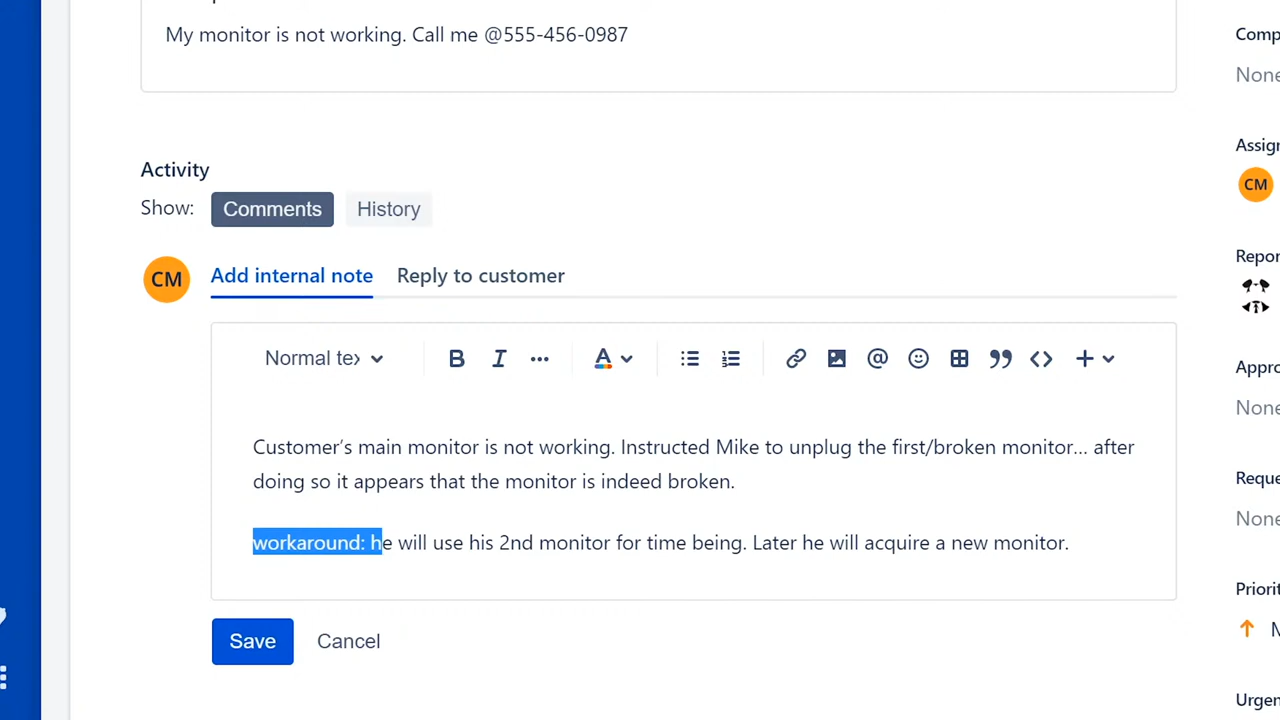 My monitor is not working. Call me @555-456-0987
Activity
Show: Comments History
CM Add internal note Reply to customer
Normal tex B I ... A @ <> +
Customer's main monitor is not working. Instructed Mike to unplug the first/broken monitor... after
doing so it appears that the monitor is indeed broken.
workaround: he will use his 2nd monitor for time being. Later he will acquire a new monitor.
Save Cancel
Comp
None
Assign
CM
Repor
Appro
None
Reque
None
Priorit
M
Urgen